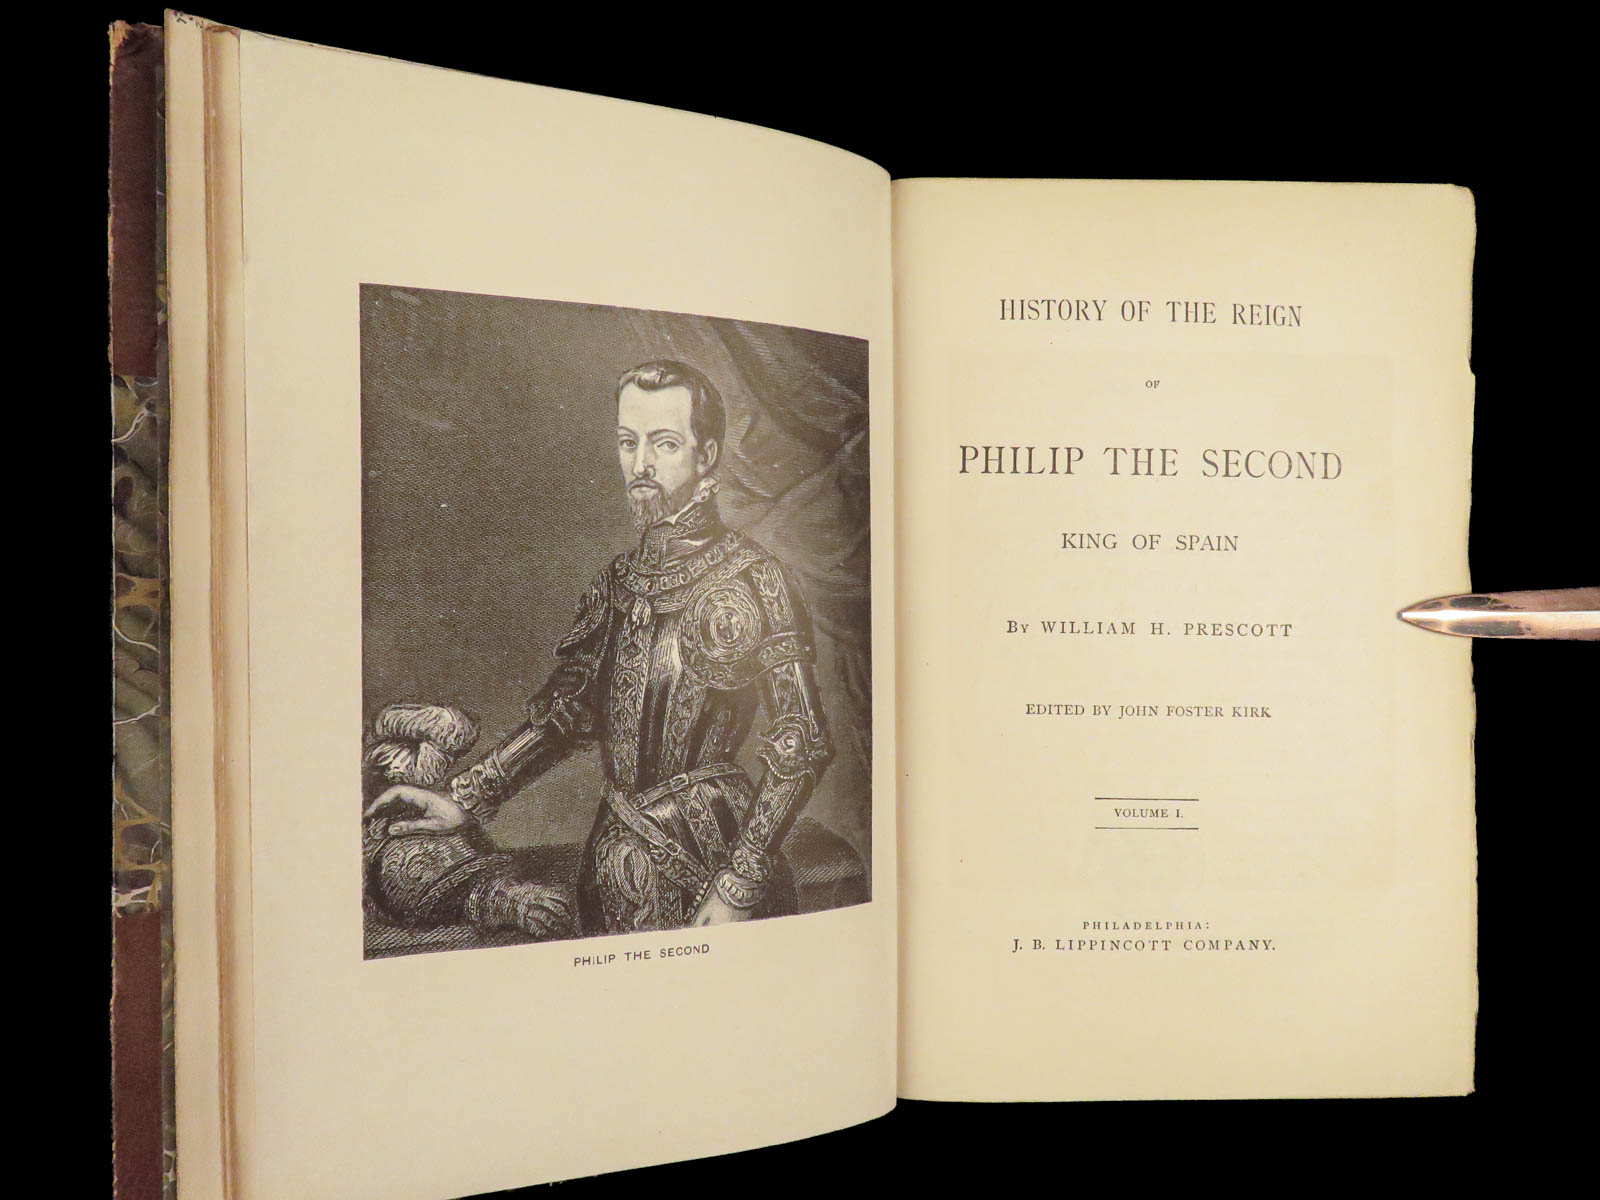 PHILIP THE SECOND
HISTORY OF THE REIGN
OF
PHILIP THE SECOND
KING OF SPAIN
By WILLIAM H. PRESCOTT
EDITED BY JOHN FOSTER KIRK
VOLUME I.
PHILADELPHIA:
J. B. LIPPINCOTT COMPANY.